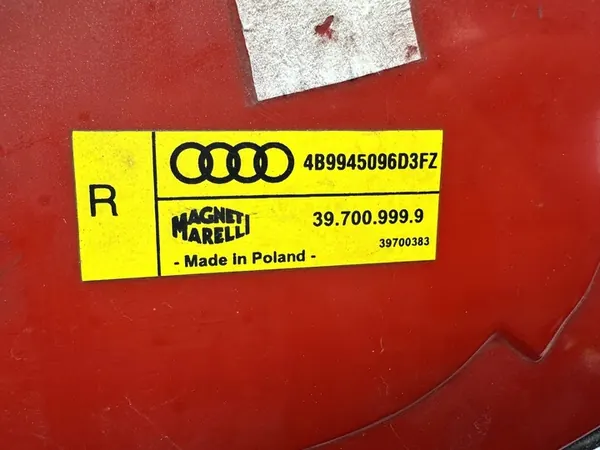 R
4B9945096D3FZ
MAGNETI
MARELLI
39.700.999.9
39700383
- Made in Poland -